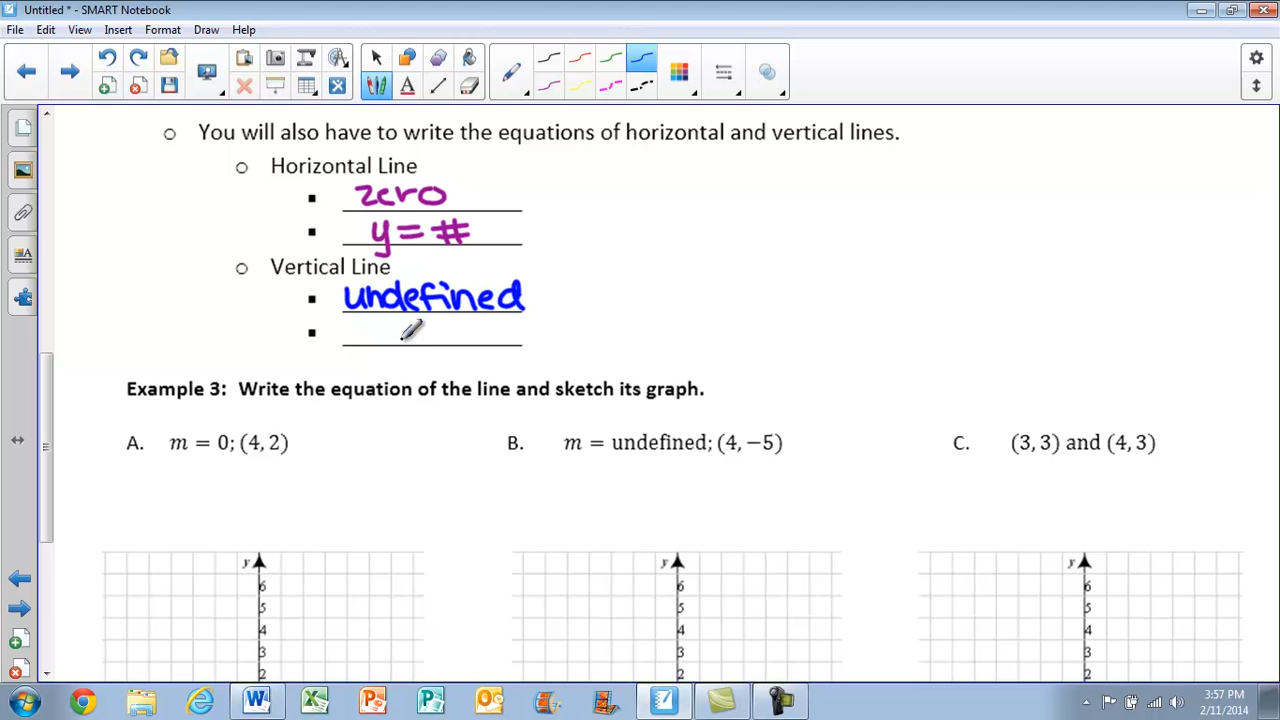 Untitled * - SMART Notebook
File Edit View Insert Format Draw Help
You will also have to write the equations of horizontal and vertical lines.
Horizontal Line
zero
y = #
Vertical Line
undefined
Example 3: Write the equation of the line and sketch its graph.
A. m = 0; (4, 2)
B. m = undefined; (4, −5)
C. (3, 3) and (4, 3)
y y y
6 6 6
5 5 5
4 4 4
3 3 3
2 2 2
3:57 PM
2/11/2014